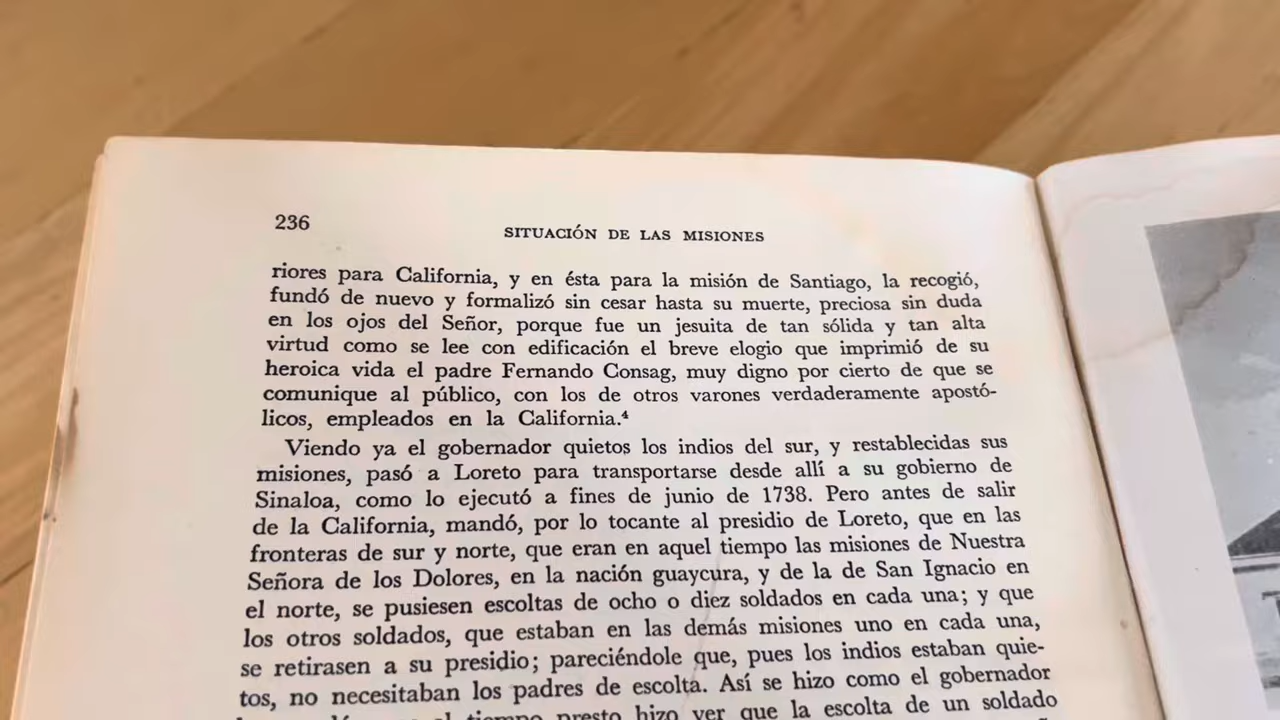 236
SITUACIÓN DE LAS MISIONES
riores para California, y en ésta para la misión de Santiago, la recogió,
fundó de nuevo y formalizó sin cesar hasta su muerte, preciosa sin duda
en los ojos del Señor, porque fue un jesuita de tan sólida y tan alta
virtud como se lee con edificación el breve elogio que imprimió de su
heroica vida el padre Fernando Consag, muy digno por cierto de que se
comunique al público, con los de otros varones verdaderamente apostó-
licos, empleados en la California.⁴
Viendo ya el gobernador quietos los indios del sur, y restablecidas sus
misiones, pasó a Loreto para transportarse desde allí a su gobierno de
Sinaloa, como lo ejecutó a fines de junio de 1738. Pero antes de salir
de la California, mandó, por lo tocante al presidio de Loreto, que en las
fronteras de sur y norte, que eran en aquel tiempo las misiones de Nuestra
Señora de los Dolores, en la nación guaycura, y de la de San Ignacio en
el norte, se pusiesen escoltas de ocho o diez soldados en cada una; y que
los otros soldados, que estaban en las demás misiones uno en cada una,
se retirasen a su presidio; pareciéndole que, pues los indios estaban quie-
tos, no necesitaban los padres de escolta. Así se hizo como el gobernador
el tiempo presto hizo ver que la escolta de un soldado